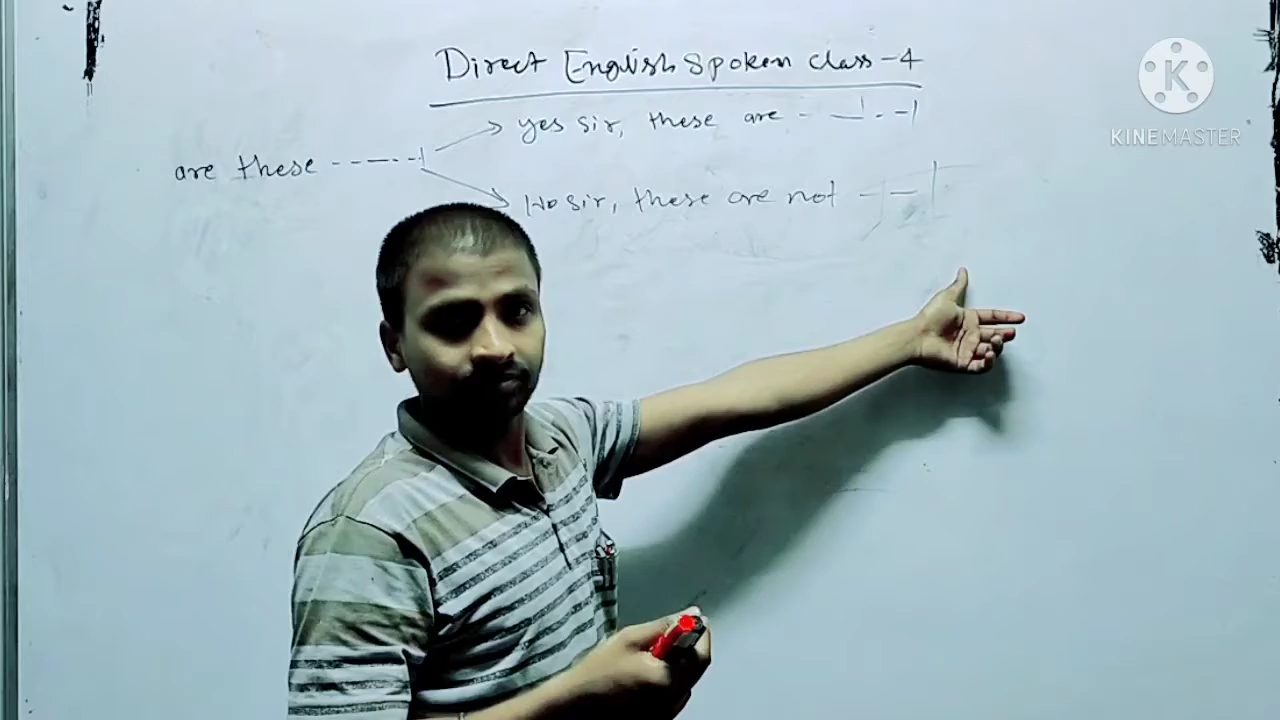 Direct English Spoken class-4
yes sir, these are - - - - -
are these - - - - - -
No sir, these are not - - -
K
KINEMASTER